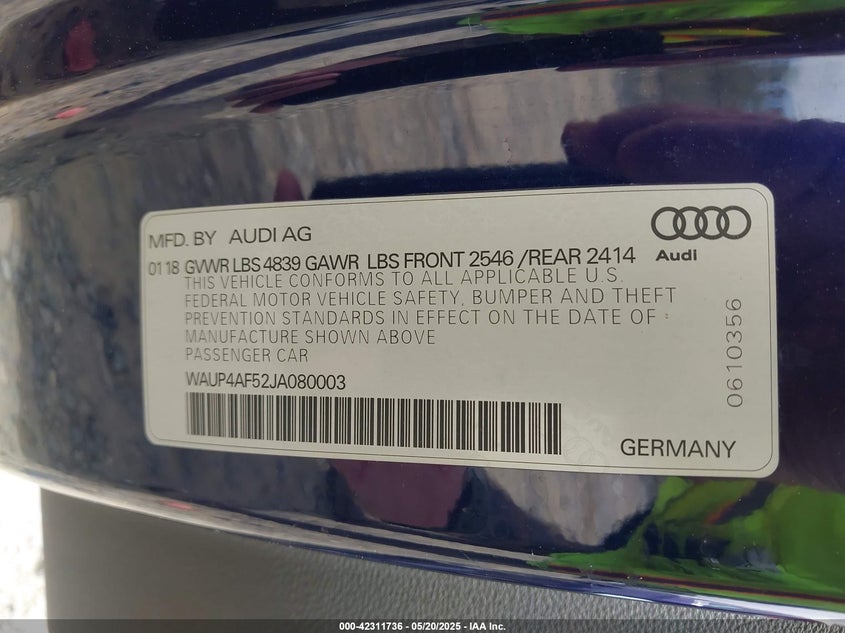 MFD. BY AUDI AG
Audi
01 18 GVWR LBS 4839 GAWR LBS FRONT 2546 /REAR 2414
THIS VEHICLE CONFORMS TO ALL APPLICABLE U.S.
FEDERAL MOTOR VEHICLE SAFETY, BUMPER AND THEFT
PREVENTION STANDARDS IN EFFECT ON THE DATE OF
MANUFACTURE SHOWN ABOVE
PASSENGER CAR
WAUP4AF52JA080003
GERMANY
0610356
000-42311736 - 05/20/2025 - IAA Inc.